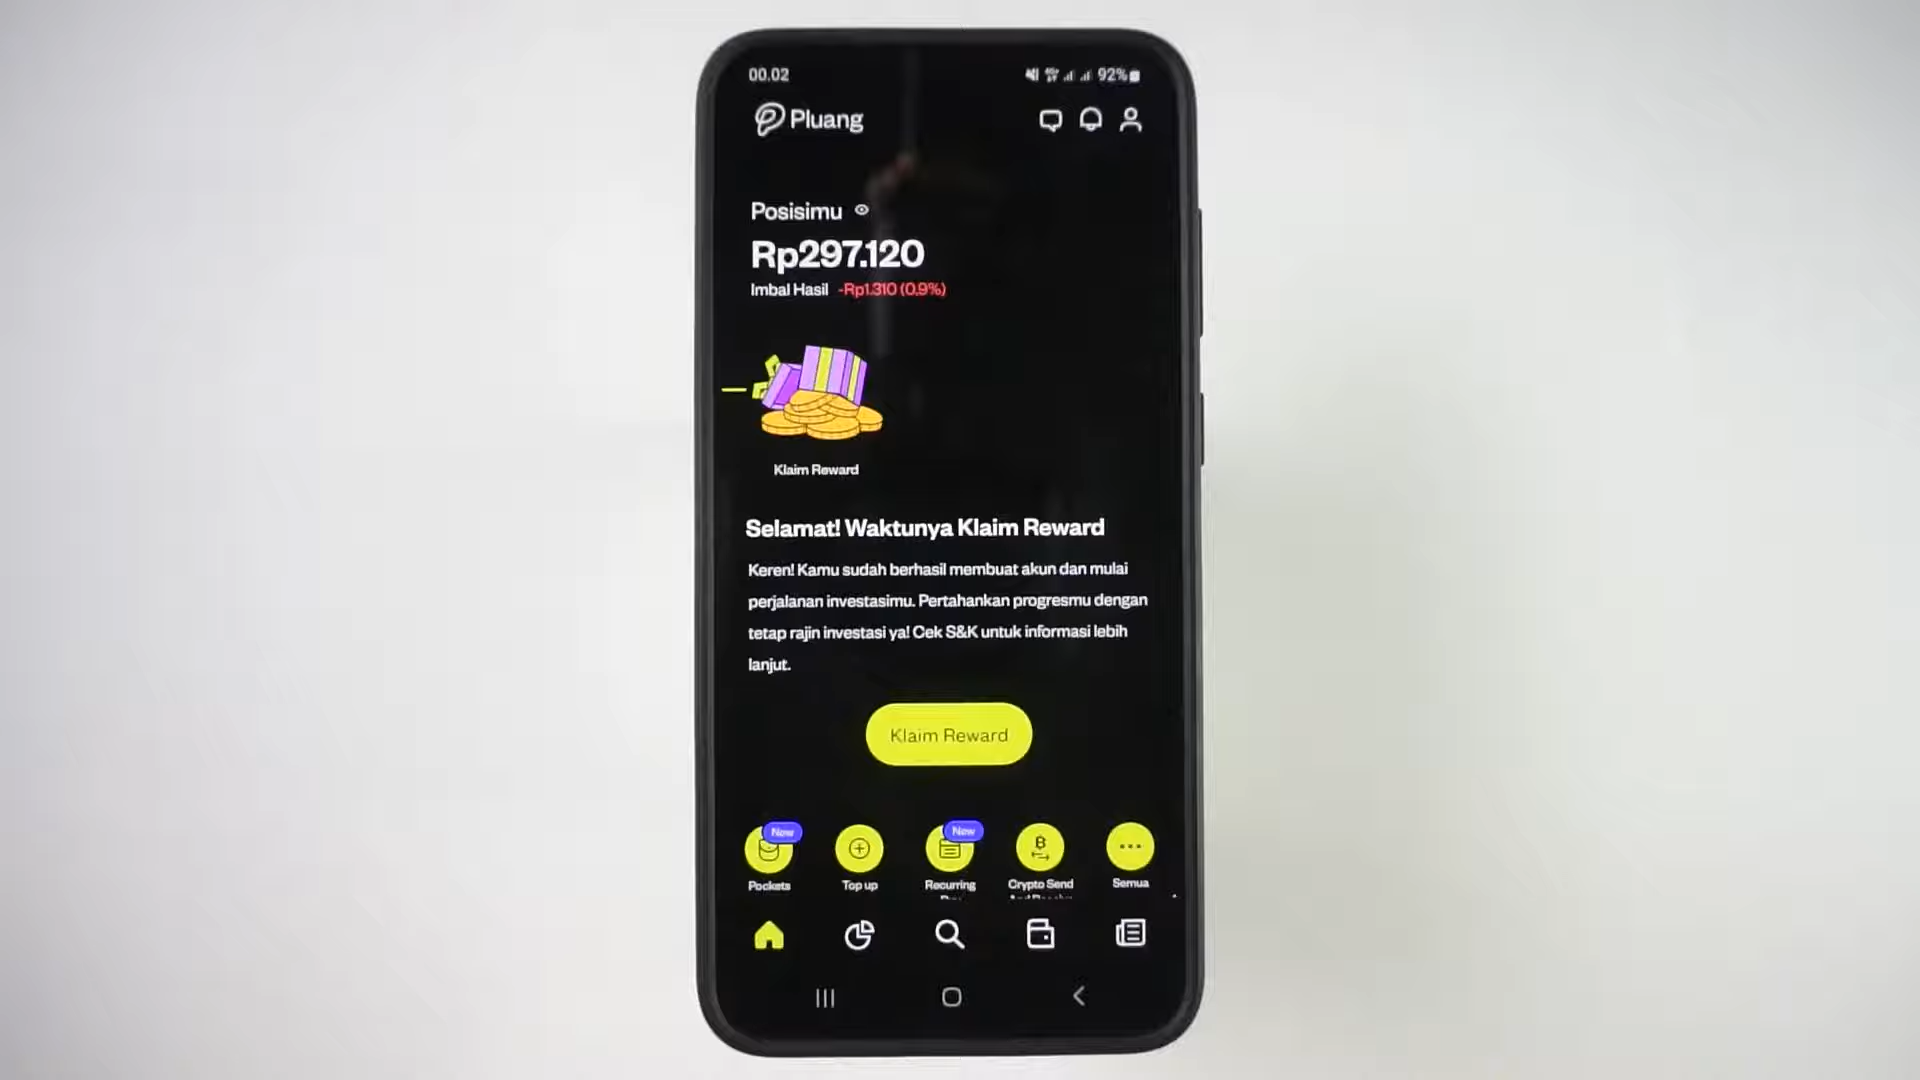 00.02
92%
Pluang
Posisimu
Rp297.120
Imbal Hasil -Rp1.310 (0.9%)
Klaim Reward
Selamat! Waktunya Klaim Reward
Keren! Kamu sudah berhasil membuat akun dan mulai
perjalanan investasimu. Pertahankan progresmu dengan
tetap rajin investasi ya! Cek S&K untuk informasi lebih
lanjut.
Klaim Reward
New
New
Pockets
Top up
Recurring
Crypto Send
Semua